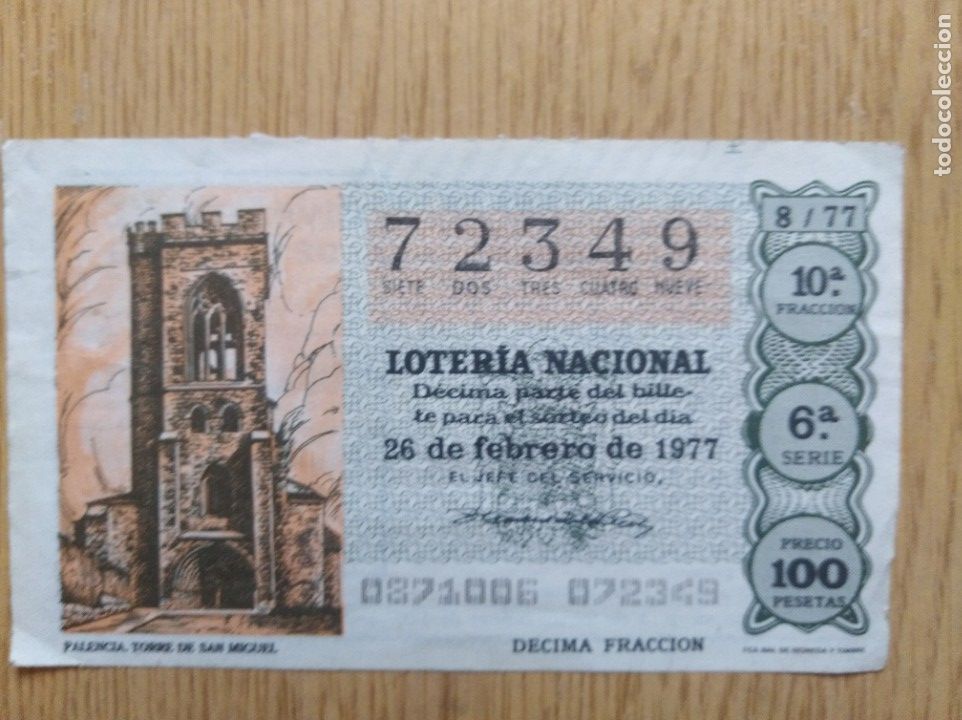 72349
SIETE DOS TRES CUATRO NUEVE
LOTERÍA NACIONAL
Décima parte del bille-
te para el sorteo del día
26 de febrero de 1977
EL JEFE DEL SERVICIO,
0871006 072349
DECIMA FRACCION
8/77
10ª
FRACCION
6ª
SERIE
PRECIO
100
PESETAS
PALENCIA. TORRE DE SAN MIGUEL
todocoleccion